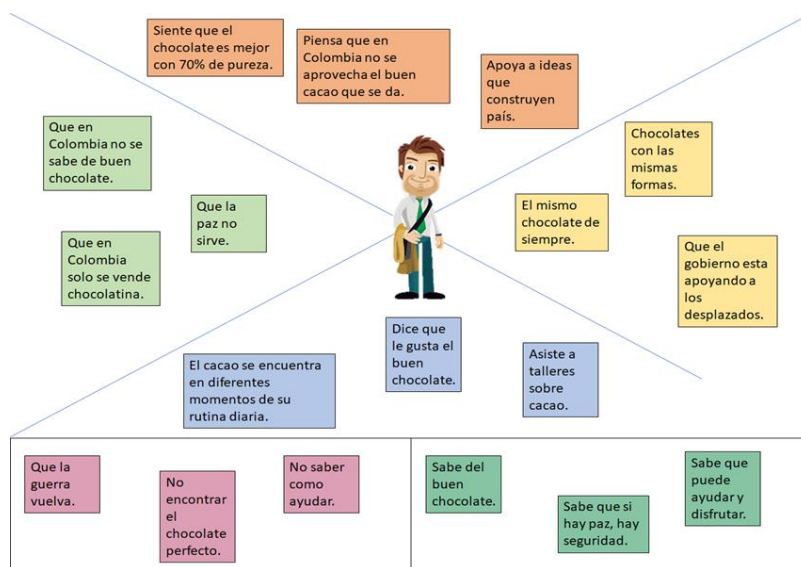 Siente que el
chocolate es mejor
con 70% de pureza.
Piensa que en
Colombia no se
aprovecha el buen
cacao que se da.
Apoya a ideas
que
construyen
país.
Que en
Colombia no se
sabe de buen
chocolate.
Que la
paz no
sirve.
Que en
Colombia
solo se vende
chocolatina.
Chocolates
con las
mismas
formas.
El mismo
chocolate de
siempre.
Que el
gobierno esta
apoyando a
los
desplazados.
El cacao se encuentra
en diferentes
momentos de su
rutina diaria.
Dice que
le gusta el
buen
chocolate.
Asiste a
talleres
sobre
cacao.
Que la
guerra
vuelva.
No
encontrar
el
chocolate
perfecto.
No saber
como
ayudar.
Sabe del
buen
chocolate.
Sabe que si
hay paz, hay
seguridad.
Sabe que
puede
ayudar y
disfrutar.